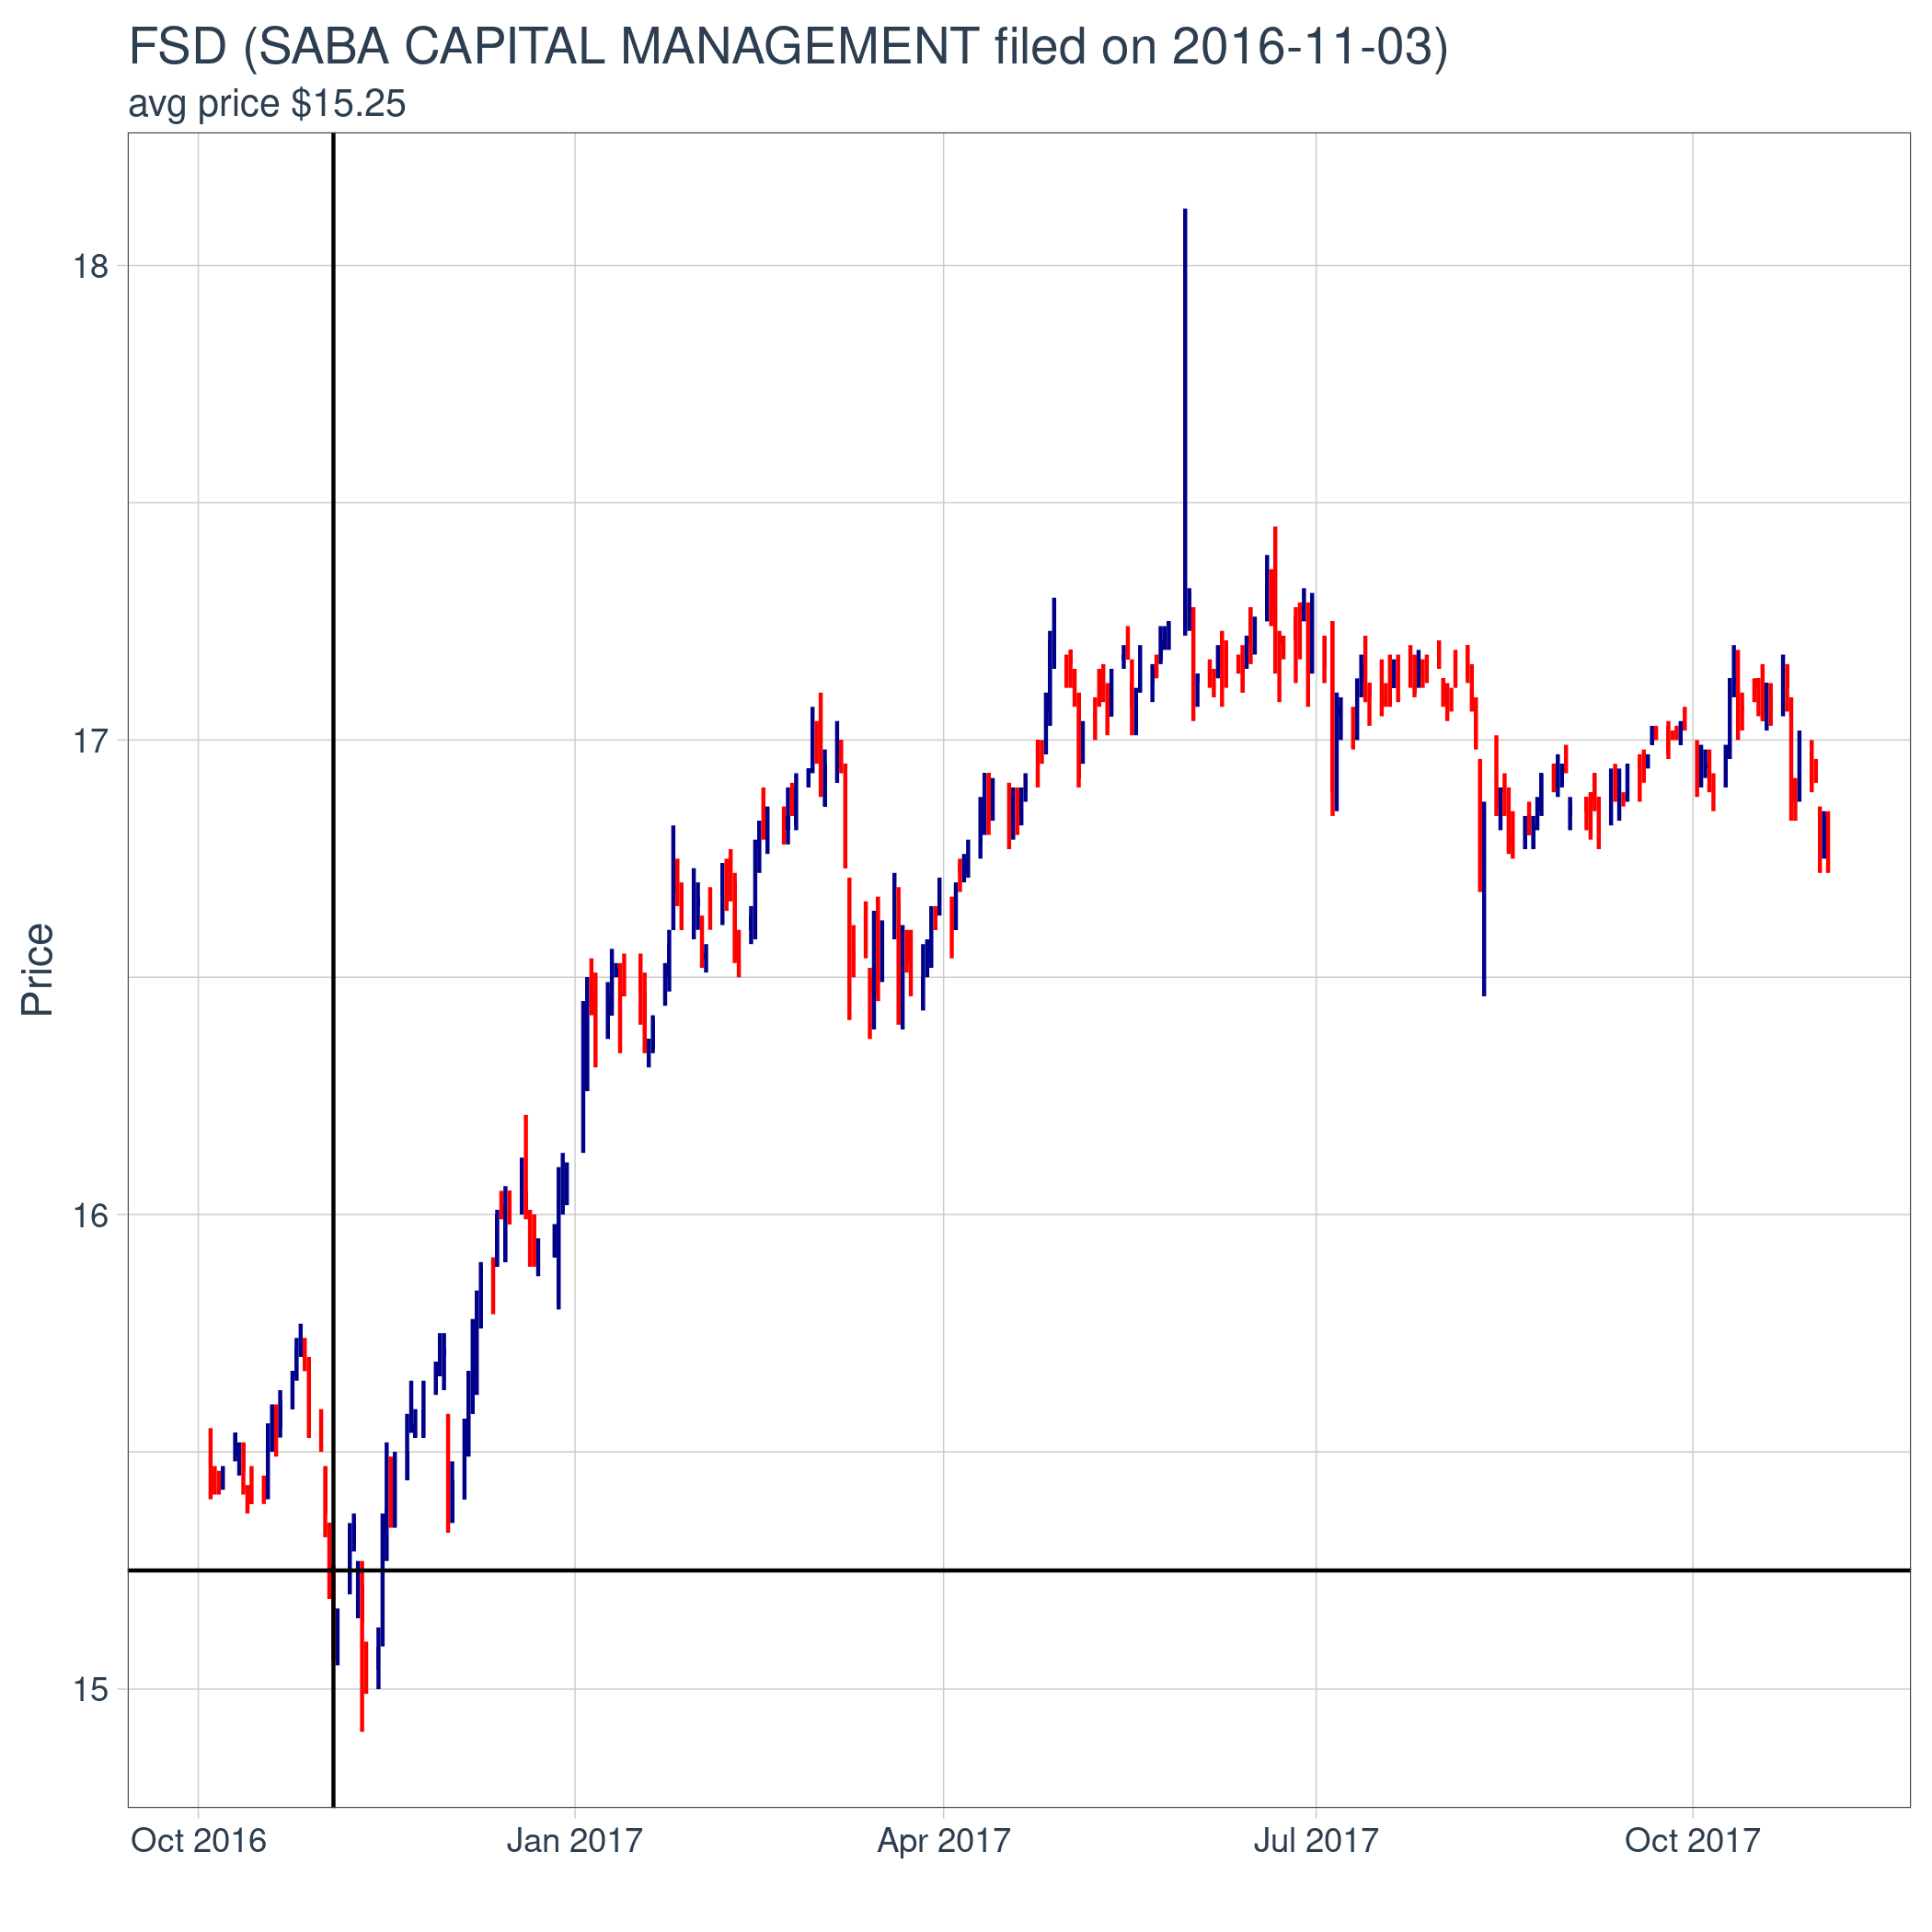 FSD (SABA CAPITAL MANAGEMENT filed on 2016-11-03)
avg price $15.25
18
17
16
15
Price
Oct 2016 Jan 2017 Apr 2017 Jul 2017 Oct 2017